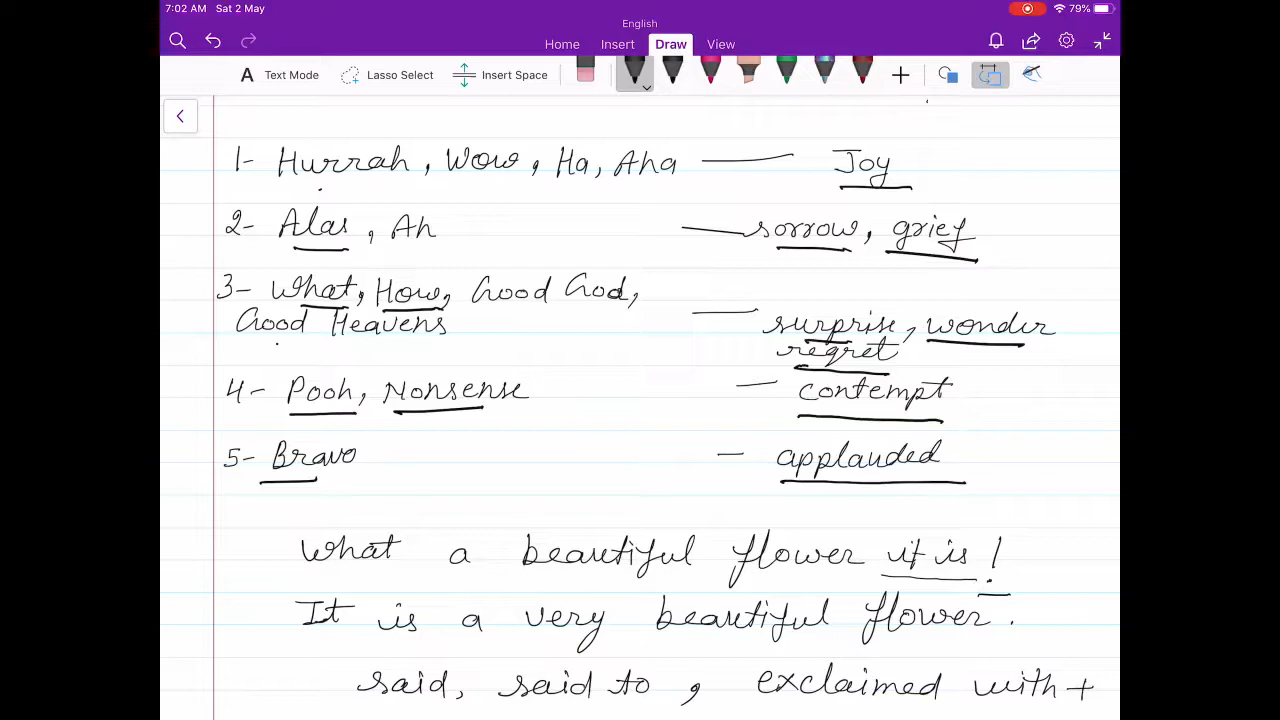 7:02 AM Sat 2 May
79%
English
Home Insert Draw View
Text Mode Lasso Select Insert Space
1- Hurrah, Wow, Ha, Aha — Joy
2- Alas, Ah — sorrow, grief
3- What, How, Good God,
Good Heavens — surprise, wonder
regret
4- Pooh, Nonsense — contempt
5- Bravo — applauded
What a beautiful flower it is!
It is a very beautiful flower.
said, said to, exclaimed with +